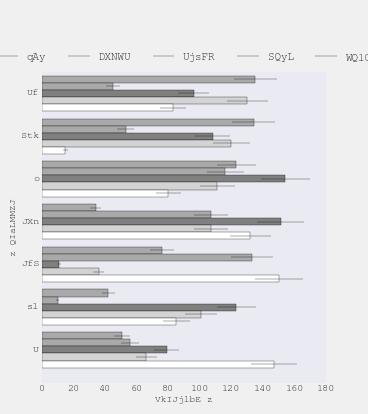 qAy DXNWU UjsFR SQyL WQ1O
Uf
Stk
o
JXn
JfS
sl
U
z QIaLMMZJ
0 20 40 60 80 100 120 140 160 180
VkIJjlbE z